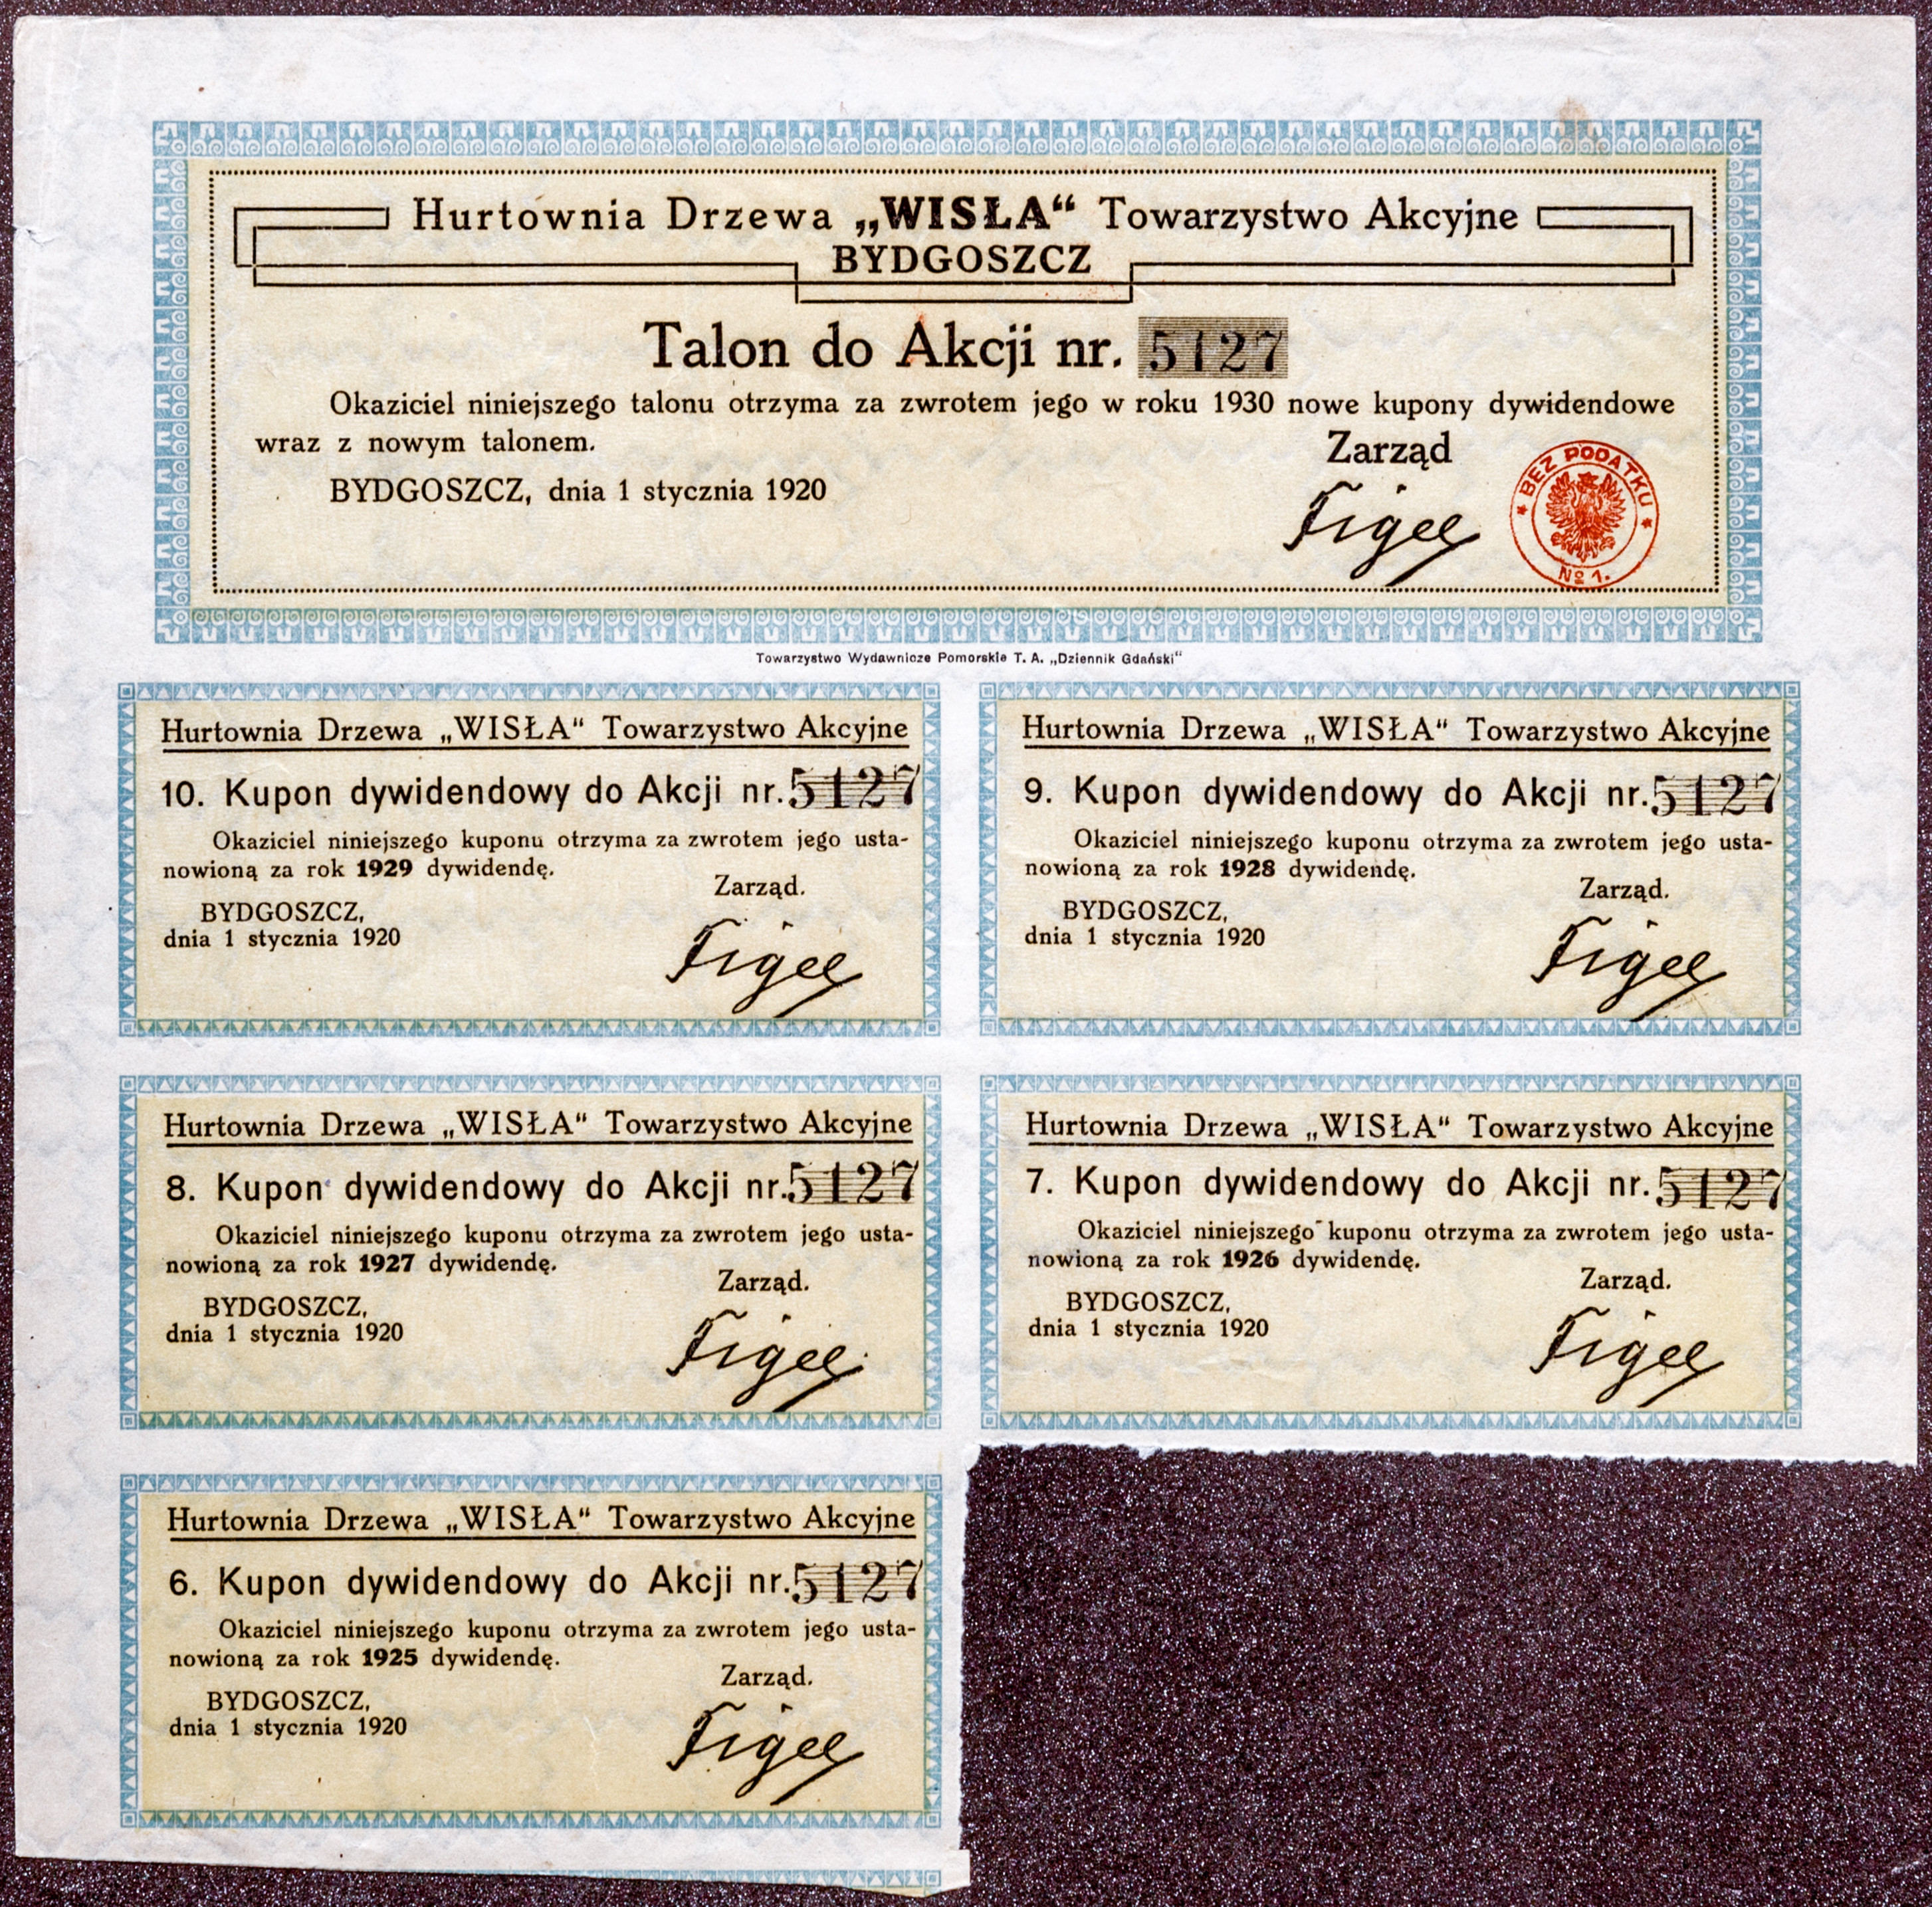 Hurtownia Drzewa „WISŁA“ Towarzystwo Akcyjne
BYDGOSZCZ
Talon do Akcji nr. 5127
Okaziciel niniejszego talonu otrzyma za zwrotem jego w roku 1930 nowe kupony dywidendowe
wraz z nowym talonem.
Zarząd
BYDGOSZCZ, dnia 1 stycznia 1920
Figel
BEZ PODATKU
№ 1.
Towarzystwo Wydawnicze Pomorskie T. A. „Dziennik Gdański“
Hurtownia Drzewa „WISŁA“ Towarzystwo Akcyjne
10. Kupon dywidendowy do Akcji nr. 5127
Okaziciel niniejszego kuponu otrzyma za zwrotem jego usta-
nowioną za rok 1929 dywidendę.
Zarząd.
BYDGOSZCZ,
dnia 1 stycznia 1920
Figel
Hurtownia Drzewa „WISŁA“ Towarzystwo Akcyjne
9. Kupon dywidendowy do Akcji nr. 5127
Okaziciel niniejszego kuponu otrzyma za zwrotem jego usta-
nowioną za rok 1928 dywidendę.
Zarząd.
BYDGOSZCZ,
dnia 1 stycznia 1920
Figel
Hurtownia Drzewa „WISŁA“ Towarzystwo Akcyjne
8. Kupon dywidendowy do Akcji nr. 5127
Okaziciel niniejszego kuponu otrzyma za zwrotem jego usta-
nowioną za rok 1927 dywidendę.
Zarząd.
BYDGOSZCZ,
dnia 1 stycznia 1920
Figel
Hurtownia Drzewa „WISŁA“ Towarzystwo Akcyjne
7. Kupon dywidendowy do Akcji nr. 5127
Okaziciel niniejszego kuponu otrzyma za zwrotem jego usta-
nowioną za rok 1926 dywidendę.
Zarząd.
BYDGOSZCZ,
dnia 1 stycznia 1920
Figel
Hurtownia Drzewa „WISŁA“ Towarzystwo Akcyjne
6. Kupon dywidendowy do Akcji nr. 5127
Okaziciel niniejszego kuponu otrzyma za zwrotem jego usta-
nowioną za rok 1925 dywidendę.
Zarząd.
BYDGOSZCZ,
dnia 1 stycznia 1920
Figel